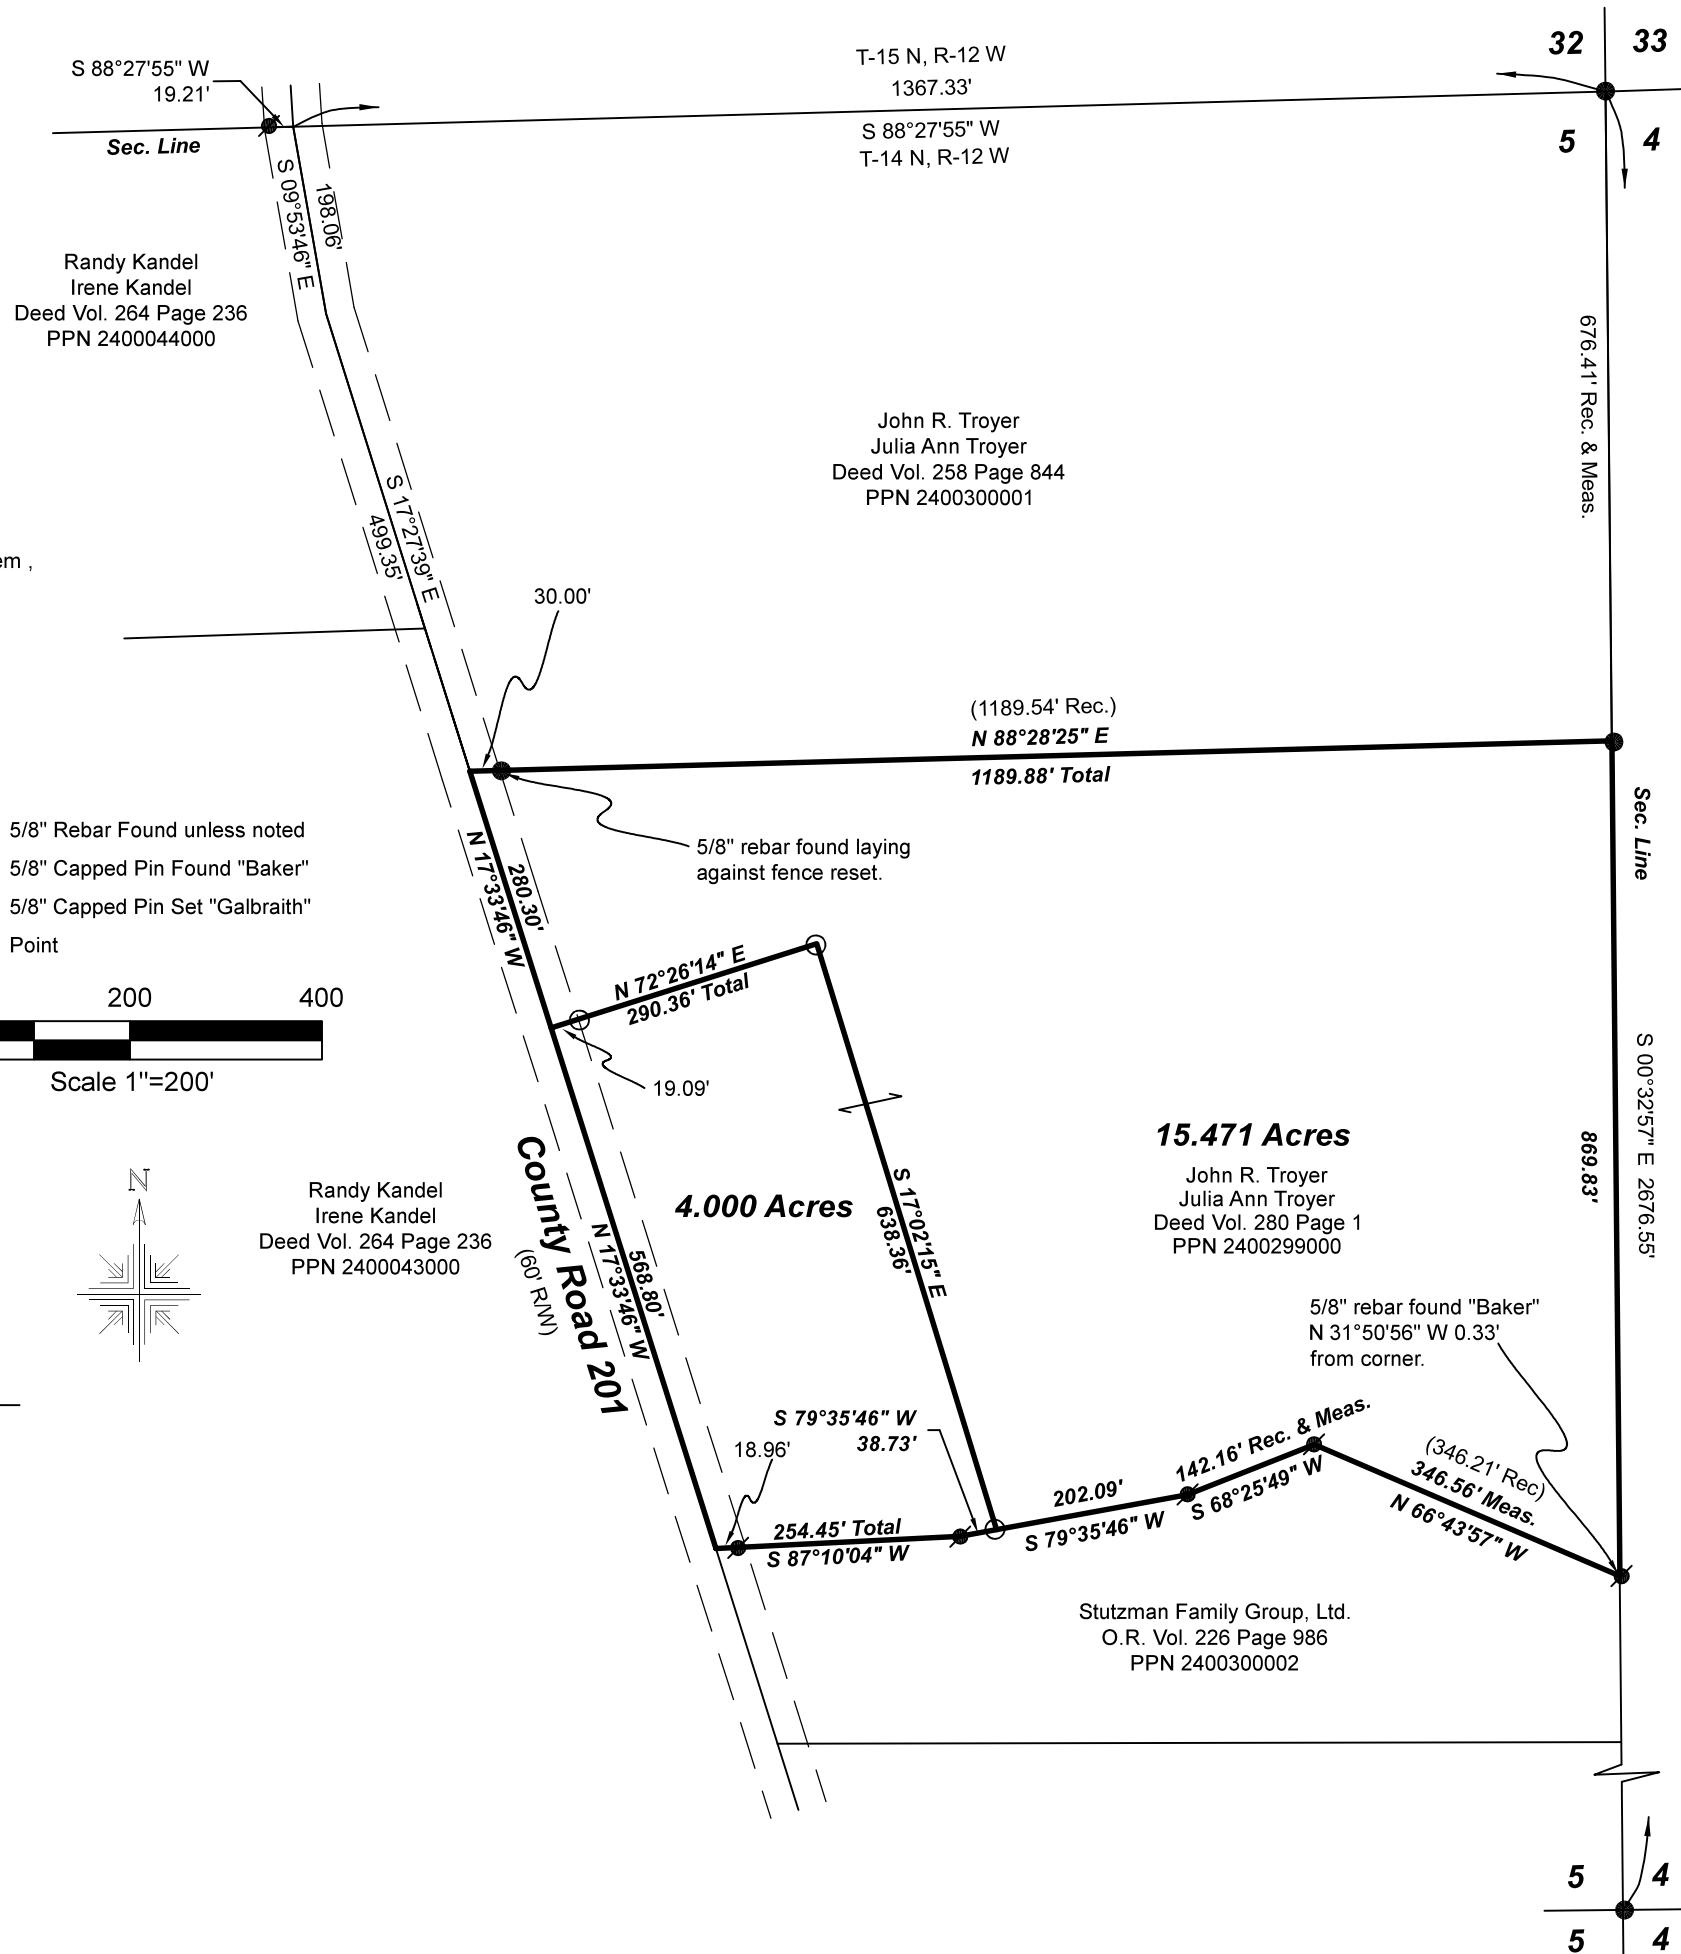 32
33
T-15 N, R-12 W
1367.33'
S 88°27'55" W
19.21'
S 88°27'55" W
T-14 N, R-12 W
5
4
Sec. Line
S 09°53'46" E
198.06'
Randy Kandel
Irene Kandel
Deed Vol. 264 Page 236
PPN 2400044000
676.41' Rec. & Meas.
John R. Troyer
Julia Ann Troyer
Deed Vol. 258 Page 844
PPN 2400300001
S 17°27'39" E
499.35'
em ,
30.00'
(1189.54' Rec.)
N 88°28'25" E
1189.88' Total
Sec. Line
5/8" Rebar Found unless noted
5/8" Capped Pin Found "Baker"
5/8" Capped Pin Set "Galbraith"
Point
N 17°33'46" W
280.30'
5/8" rebar found laying
against fence reset.
N 72°26'14" E
290.36' Total
200
400
Scale 1"=200'
19.09'
S 00°32'57" E 2676.55'
869.83'
15.471 Acres
John R. Troyer
Julia Ann Troyer
Deed Vol. 280 Page 1
PPN 2400299000
4.000 Acres
S 17°02'15" E
638.36'
N
Randy Kandel
Irene Kandel
Deed Vol. 264 Page 236
PPN 2400043000
County Road 201
(60' R/W)
568.80'
N 17°33'46" W
5/8" rebar found "Baker"
N 31°50'56" W 0.33'
from corner.
S 79°35'46" W
38.73'
18.96'
142.16' Rec. & Meas.
S 68°25'49" W
(346.21' Rec)
346.56' Meas.
N 66°43'57" W
202.09'
S 79°35'46" W
254.45' Total
S 87°10'04" W
Stutzman Family Group, Ltd.
O.R. Vol. 226 Page 986
PPN 2400300002
5
4
5
4